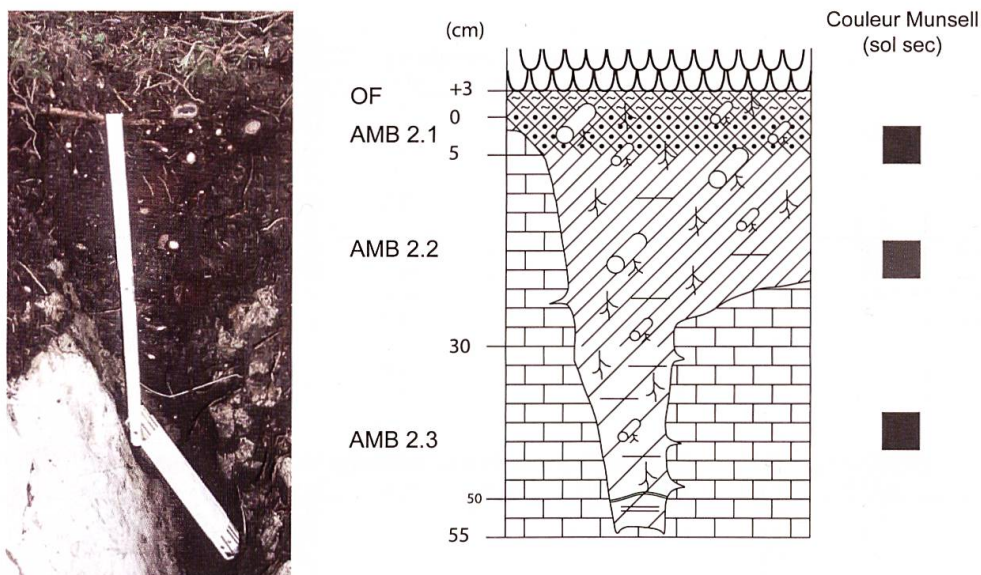 Couleur Munsell
(sol sec)
(cm)
OF
+3
0
AMB 2.1
5
AMB 2.2
30
AMB 2.3
50
55